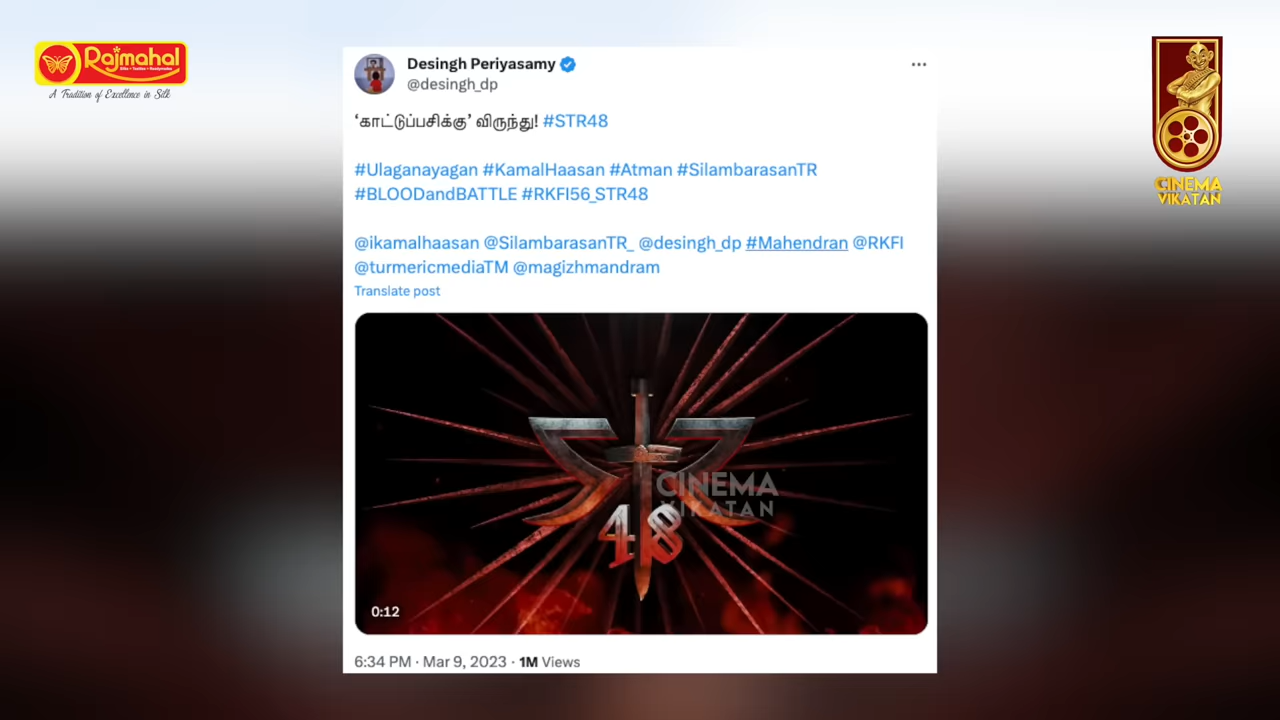 Rajmahal
A Tradition of Excellence in Silk
CINEMA
VIKATAN
Desingh Periyasamy
@desingh_dp
‘காட்டுப்பசிக்கு’ விருந்து! #STR48
#Ulaganayagan #KamalHaasan #Atman #SilambarasanTR
#BLOODandBATTLE #RKFI56_STR48
@ikamalhaasan @SilambarasanTR_ @desingh_dp #Mahendran @RKFI
@turmericmediaTM @magizhmandram
Translate post
48
CINEMA
VIKATAN
0:12
6:34 PM · Mar 9, 2023 · 1M Views